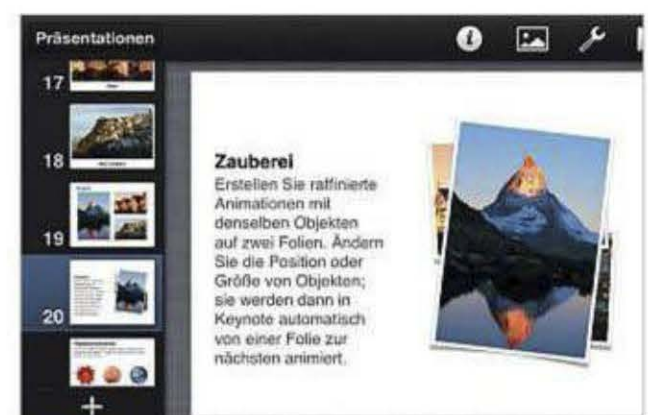 Präsentationen
17
18
19
20
Zauberei
Erstellen Sie raffinierte
Animationen mit
denselben Objekten
auf zwei Folien. Ändern
Sie die Position oder
Größe von Objekten;
sie werden dann in
Keynote automatisch
von einer Folie zur
nächsten animiert.